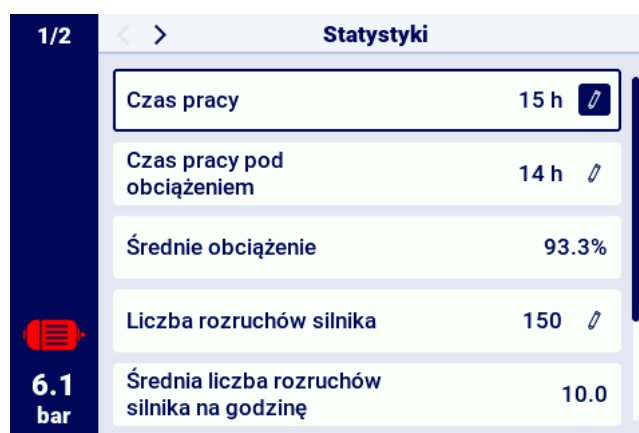 1/2
Statystyki
Czas pracy
15 h
Czas pracy pod
obciążeniem
14 h
Średnie obciążenie
93.3%
Liczba rozruchów silnika
150
Średnia liczba rozruchów
silnika na godzinę
10.0
6.1
bar